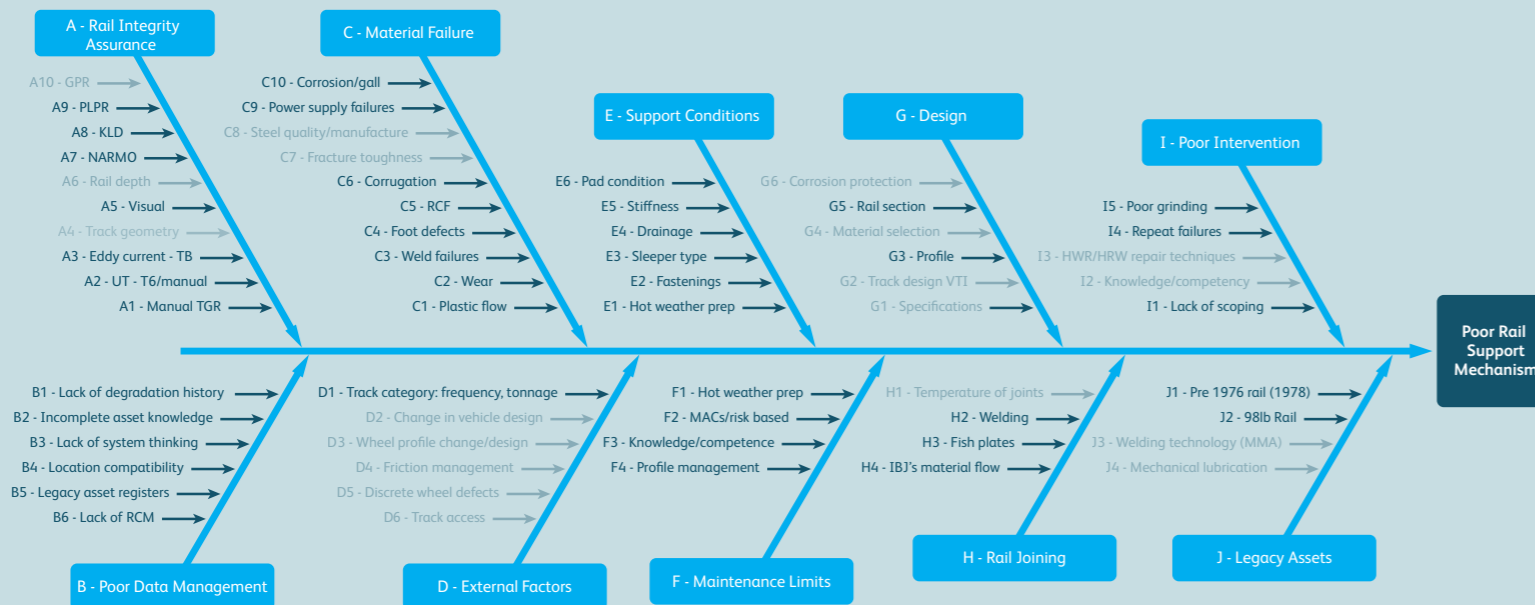 A - Rail Integrity
Assurance
A10 - GPR
A9 - PLPR
A8 - KLD
A7 - NARMO
A6 - Rail depth
A5 - Visual
A4 - Track geometry
A3 - Eddy current - TB
A2 - UT - T6/manual
A1 - Manual TGR
C - Material Failure
C10 - Corrosion/gall
C9 - Power supply failures
C8 - Steel quality/manufacture
C7 - Fracture toughness
C6 - Corrugation
C5 - RCF
C4 - Foot defects
C3 - Weld failures
C2 - Wear
C1 - Plastic flow
E - Support Conditions
E6 - Pad condition
E5 - Stiffness
E4 - Drainage
E3 - Sleeper type
E2 - Fastenings
E1 - Hot weather prep
G - Design
G6 - Corrosion protection
G5 - Rail section
G4 - Material selection
G3 - Profile
G2 - Track design VTI
G1 - Specifications
I - Poor Intervention
I5 - Poor grinding
I4 - Repeat failures
I3 - HWR/HRW repair techniques
I2 - Knowledge/competency
I1 - Lack of scoping
Poor Rail
Support
Mechanism
B1 - Lack of degradation history
B2 - Incomplete asset knowledge
B3 - Lack of system thinking
B4 - Location compatibility
B5 - Legacy asset registers
B6 - Lack of RCM
B - Poor Data Management
D1 - Track category: frequency, tonnage
D2 - Change in vehicle design
D3 - Wheel profile change/design
D4 - Friction management
D5 - Discrete wheel defects
D6 - Track access
D - External Factors
F1 - Hot weather prep
F2 - MACs/risk based
F3 - Knowledge/competence
F4 - Profile management
F - Maintenance Limits
H1 - Temperature of joints
H2 - Welding
H3 - Fish plates
H4 - IBJ's material flow
H - Rail Joining
J1 - Pre 1976 rail (1978)
J2 - 98lb Rail
J3 - Welding technology (MMA)
J4 - Mechanical lubrication
J - Legacy Assets